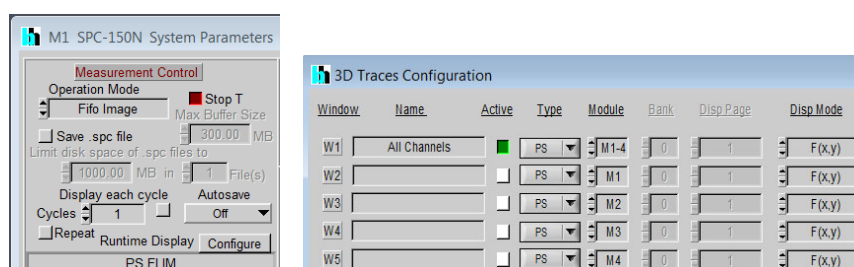 M1 SPC-150N System Parameters
Measurement Control
Operation Mode
Fifo Image
Stop T
Max Buffer Size
Save .spc file
300.00 MB
Limit disk space of .spc files to
1000.00 MB in 1 File(s)
Display each cycle Autosave
Cycles 1 Off
Repeat Runtime Display Configure
PS FLIM
3D Traces Configuration
Window Name Active Type Module Bank Disp Page Disp Mode
W1 All Channels PS M1-4 0 1 F(x,y)
W2 PS M1 0 1 F(x,y)
W3 PS M2 0 1 F(x,y)
W4 PS M3 0 1 F(x,y)
W5 PS M4 0 1 F(x,y)